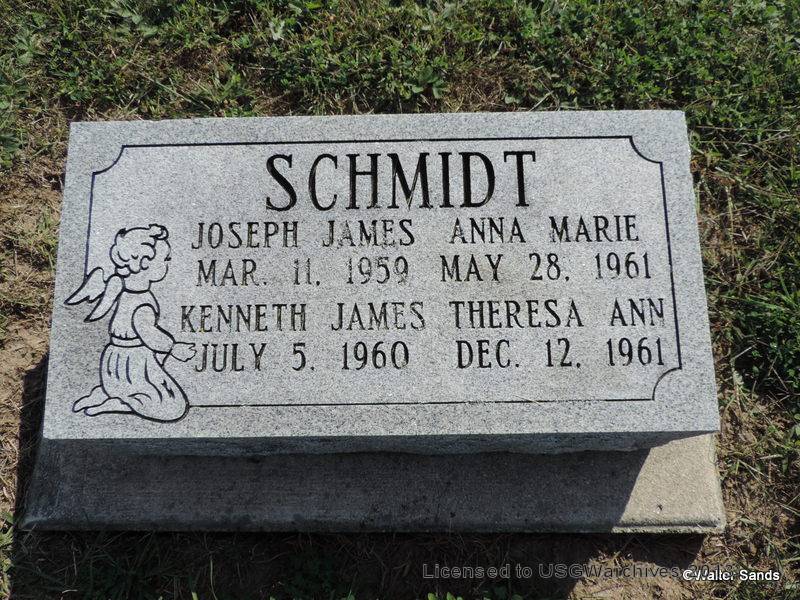 SCHMIDT
JOSEPH JAMES ANNA MARIE
MAR. 11, 1959 MAY 28, 1961
KENNETH JAMES THERESA ANN
JULY 5, 1960 DEC. 12, 1961
Licensed to USGWarchives
©Walter Sands